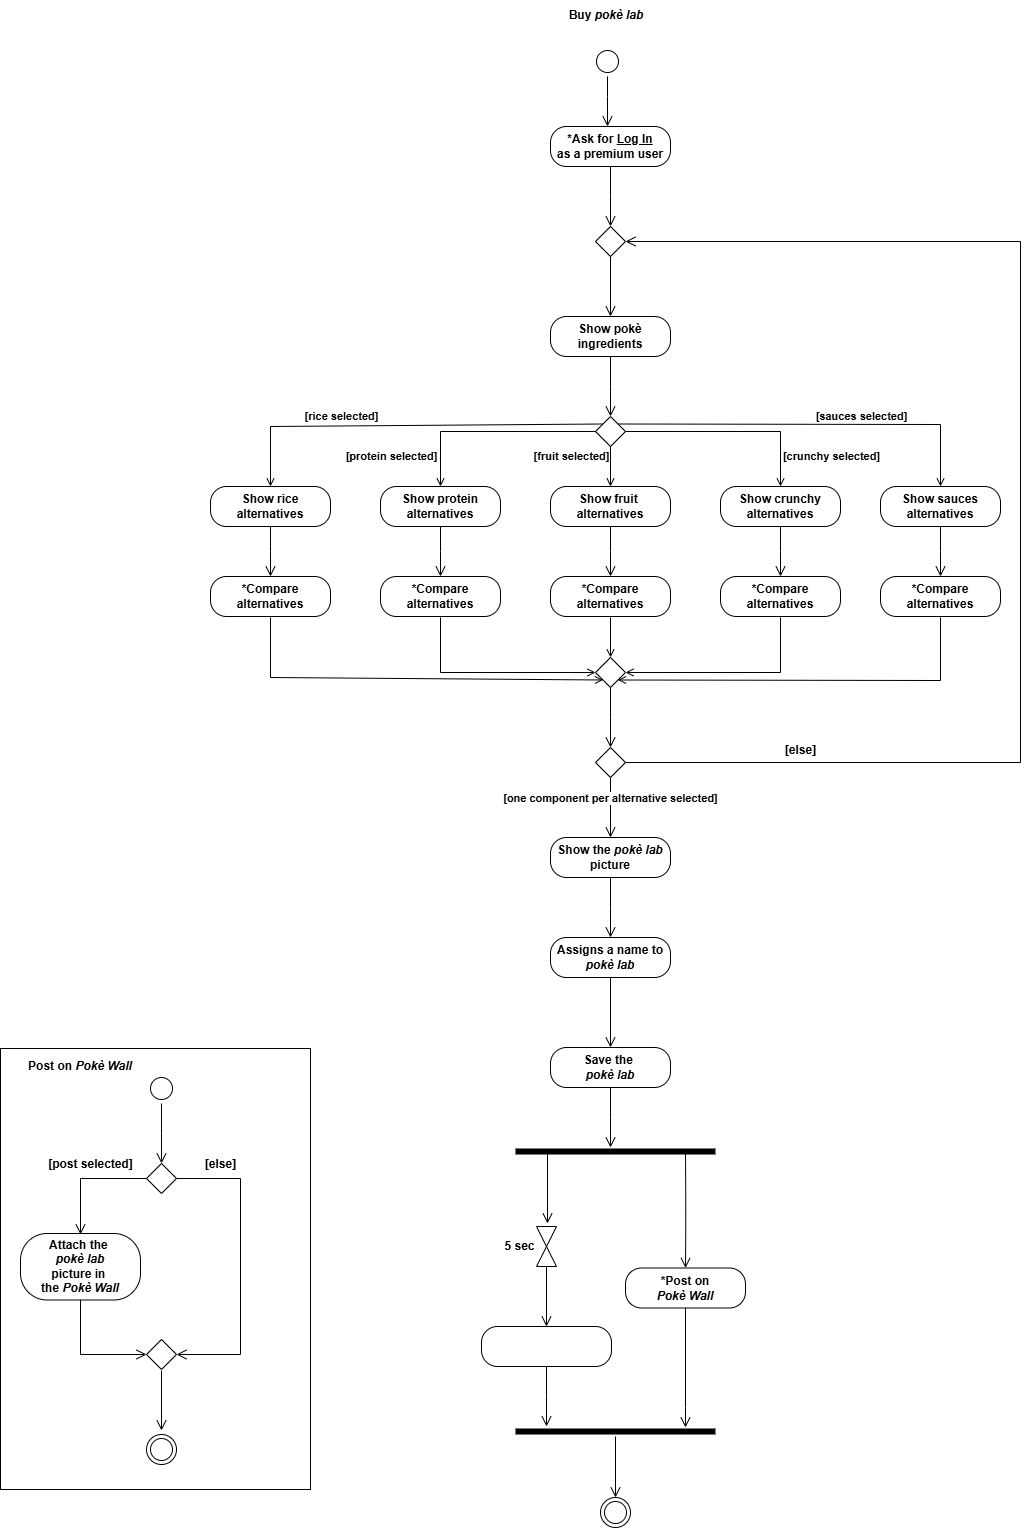 Buy pokè lab
*Ask for Log In
as a premium user
Show pokè
ingredients
[rice selected]
[sauces selected]
[protein selected]
[fruit selected]
[crunchy selected]
Show rice
alternatives
Show protein
alternatives
Show fruit
alternatives
Show crunchy
alternatives
Show sauces
alternatives
*Compare
alternatives
*Compare
alternatives
*Compare
alternatives
*Compare
alternatives
*Compare
alternatives
[else]
[one component per alternative selected]
Show the pokè lab
picture
Assigns a name to
pokè lab
Save the
pokè lab
5 sec
*Post on
Pokè Wall
Post on Pokè Wall
[post selected]
[else]
Attach the
pokè lab
picture in
the Pokè Wall